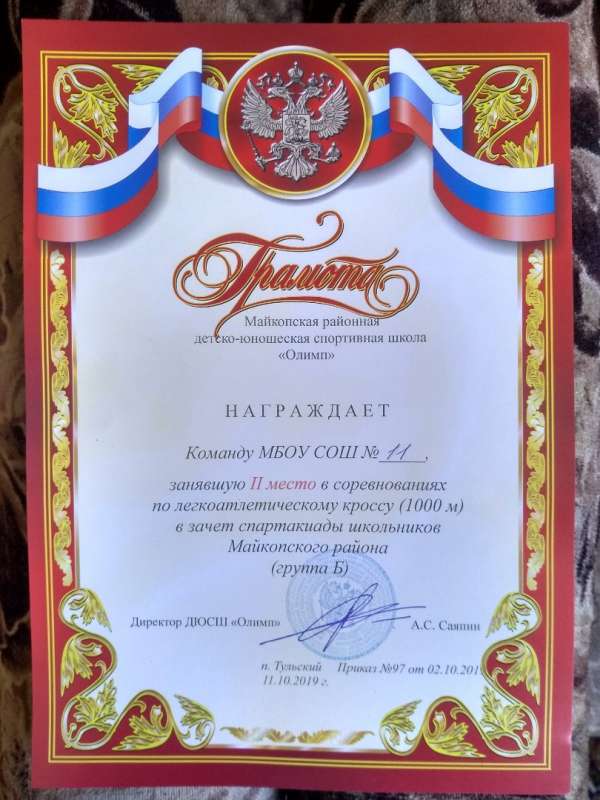 Грамота
Майкопская районная
детско-юношеская спортивная школа
«Олимп»
НАГРАЖДАЕТ
Команду МБОУ СОШ № 11,
занявшую II место в соревнованиях
по легкоатлетическому кроссу (1000 м)
в зачет спартакиады школьников
Майкопского района
(группа Б)
Директор ДЮСШ «Олимп» А.С. Саяпин
п. Тульский Приказ №97 от 02.10.201
11.10.2019 г.